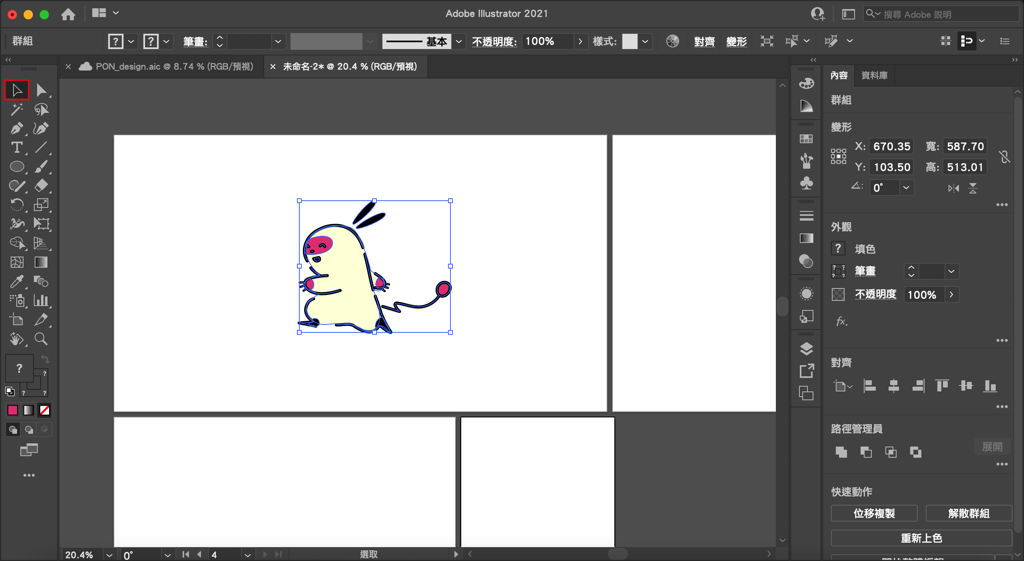 Adobe Illustrator 2021
搜尋 Adobe 說明
群組
?
?
筆畫:
基本
不透明度:
100%
樣式:
對齊
變形
× PON_design.aic @ 8.74 % (RGB/預視)
× 未命名-2* @ 20.4 % (RGB/預視)
內容
資料庫
群組
變形
X: 670.35
寬: 587.70
Y: 103.50
高: 513.01
0°
外觀
? 填色
筆畫
不透明度
100%
fx.
對齊
路徑管理員
展開
快速動作
位移複製
解散群組
重新上色
?
?
?
?
20.4%
0°
4
選取